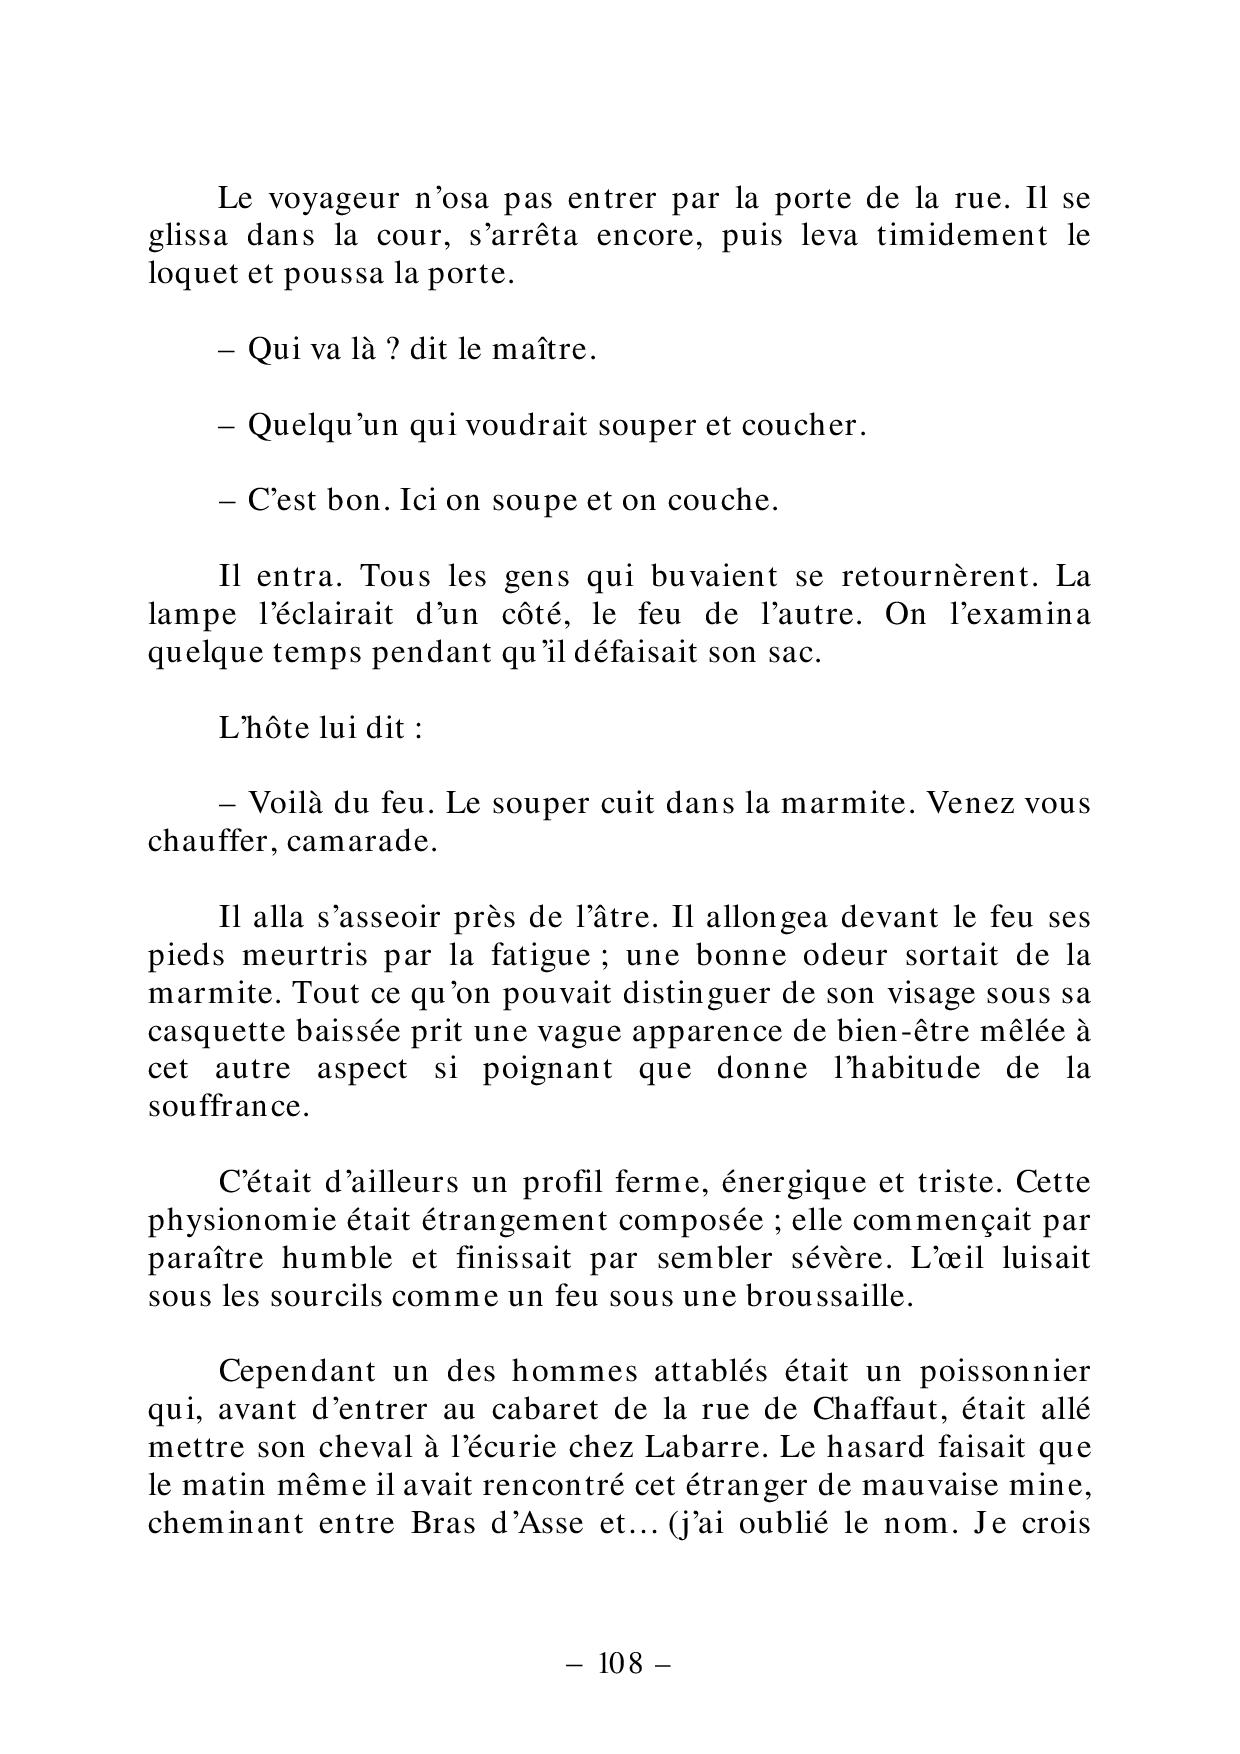 Le voyageur n’osa pas entrer par la porte de la rue. Il se
glissa dans la cour, s’arrêta encore, puis leva timidement le
loquet et poussa la porte.
– Qui va là ? dit le maître.
– Quelqu’un qui voudrait souper et coucher.
– C’est bon. Ici on soupe et on couche.
Il entra. Tous les gens qui buvaient se retournèrent. La
lampe l’éclairait d’un côté, le feu de l’autre. On l’examina
quelque temps pendant qu’il défaisait son sac.
L’hôte lui dit :
– Voilà du feu. Le souper cuit dans la marmite. Venez vous
chauffer, camarade.
Il alla s’asseoir près de l’âtre. Il allongea devant le feu ses
pieds meurtris par la fatigue ; une bonne odeur sortait de la
marmite. Tout ce qu’on pouvait distinguer de son visage sous sa
casquette baissée prit une vague apparence de bien-être mêlée à
cet autre aspect si poignant que donne l’habitude de la
souffrance.
C’était d’ailleurs un profil ferme, énergique et triste. Cette
physionomie était étrangement composée ; elle commençait par
paraître humble et finissait par sembler sévère. L’œil luisait
sous les sourcils comme un feu sous une broussaille.
Cependant un des hommes attablés était un poissonnier
qui, avant d’entrer au cabaret de la rue de Chaffaut, était allé
mettre son cheval à l’écurie chez Labarre. Le hasard faisait que
le matin même il avait rencontré cet étranger de mauvaise mine,
cheminant entre Bras d’Asse et… (j’ai oublié le nom. Je crois
– 108 –